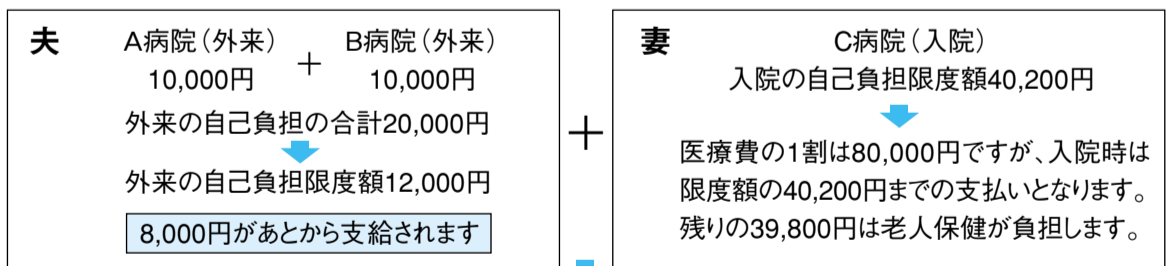 夫
A病院(外来) + B病院(外来)
10,000円 10,000円
外来の自己負担の合計20,000円
外来の自己負担限度額12,000円
8,000円があとから支給されます
+
妻
C病院(入院)
入院の自己負担限度額40,200円
医療費の1割は80,000円ですが、入院時は
限度額の40,200円までの支払いとなります。
残りの39,800円は老人保健が負担します。